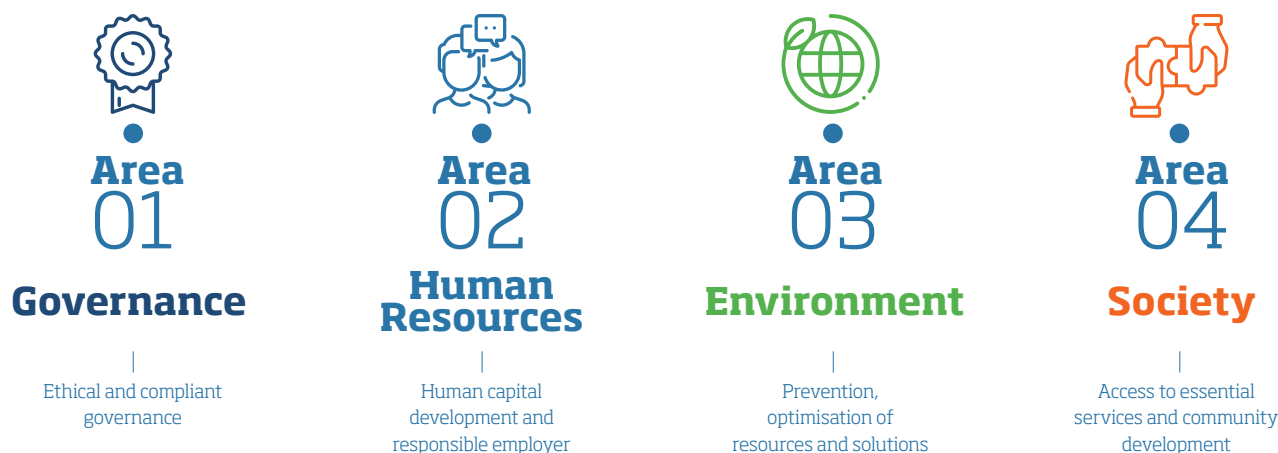 Area
01
Governance
Ethical and compliant
governance
Area
02
Human
Resources
Human capital
development and
responsible employer
Area
03
Environment
Prevention,
optimisation of
resources and solutions
Area
04
Society
Access to essential
services and community
development